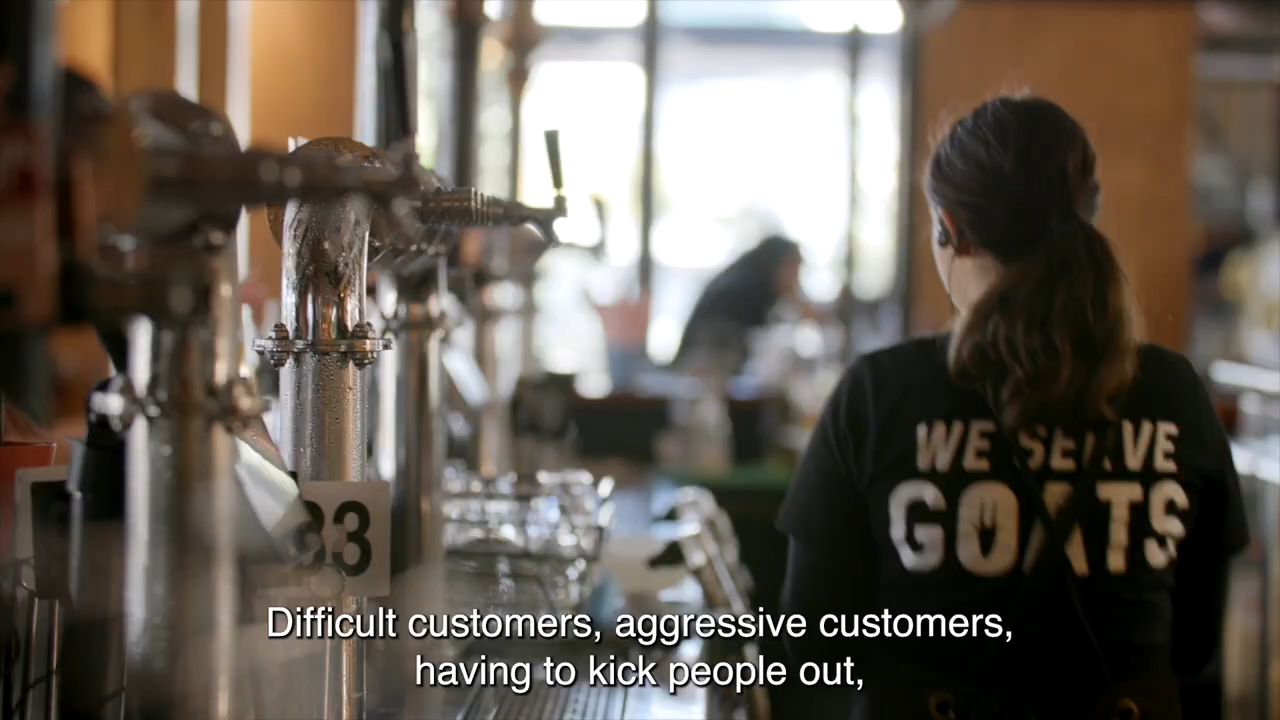 WE SERVE
GOATS
33
Difficult customers, aggressive customers,
having to kick people out,